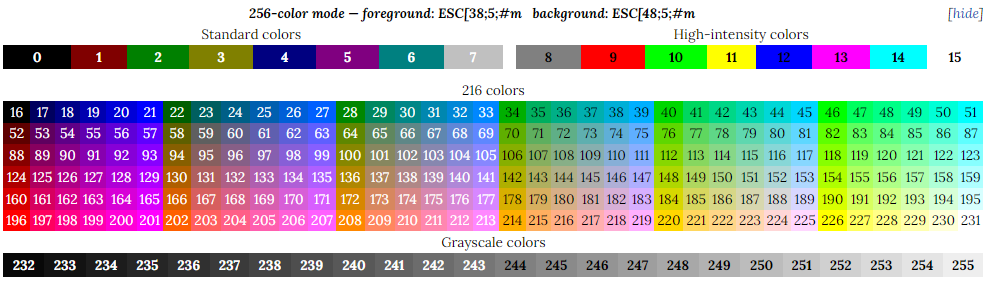 256-color mode — foreground: ESC[38;5;#m background: ESC[48;5;#m [hide]
Standard colors High-intensity colors
0 1 2 3 4 5 6 7 8 9 10 11 12 13 14 15
216 colors
16 17 18 19 20 21 22 23 24 25 26 27 28 29 30 31 32 33 34 35 36 37 38 39 40 41 42 43 44 45 46 47 48 49 50 51
52 53 54 55 56 57 58 59 60 61 62 63 64 65 66 67 68 69 70 71 72 73 74 75 76 77 78 79 80 81 82 83 84 85 86 87
88 89 90 91 92 93 94 95 96 97 98 99 100 101 102 103 104 105 106 107 108 109 110 111 112 113 114 115 116 117 118 119 120 121 122 123
124 125 126 127 128 129 130 131 132 133 134 135 136 137 138 139 140 141 142 143 144 145 146 147 148 149 150 151 152 153 154 155 156 157 158 159
160 161 162 163 164 165 166 167 168 169 170 171 172 173 174 175 176 177 178 179 180 181 182 183 184 185 186 187 188 189 190 191 192 193 194 195
196 197 198 199 200 201 202 203 204 205 206 207 208 209 210 211 212 213 214 215 216 217 218 219 220 221 222 223 224 225 226 227 228 229 230 231
Grayscale colors
232 233 234 235 236 237 238 239 240 241 242 243 244 245 246 247 248 249 250 251 252 253 254 255